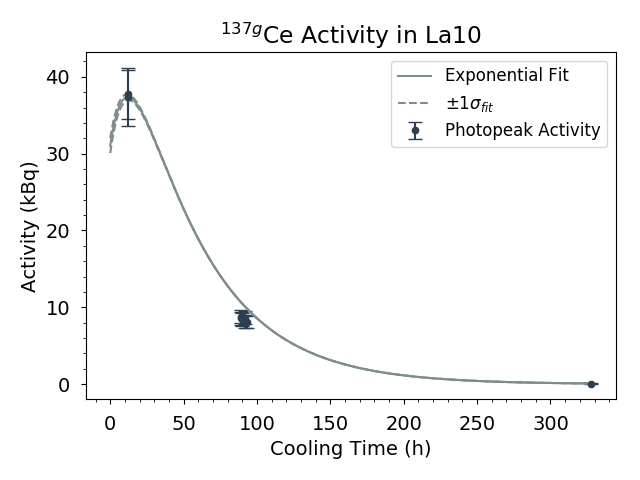 ¹³⁷ᵍCe Activity in La10
Exponential Fit
±1σ_fit
Photopeak Activity
Activity (kBq)
40
30
20
10
0
0 50 100 150 200 250 300
Cooling Time (h)